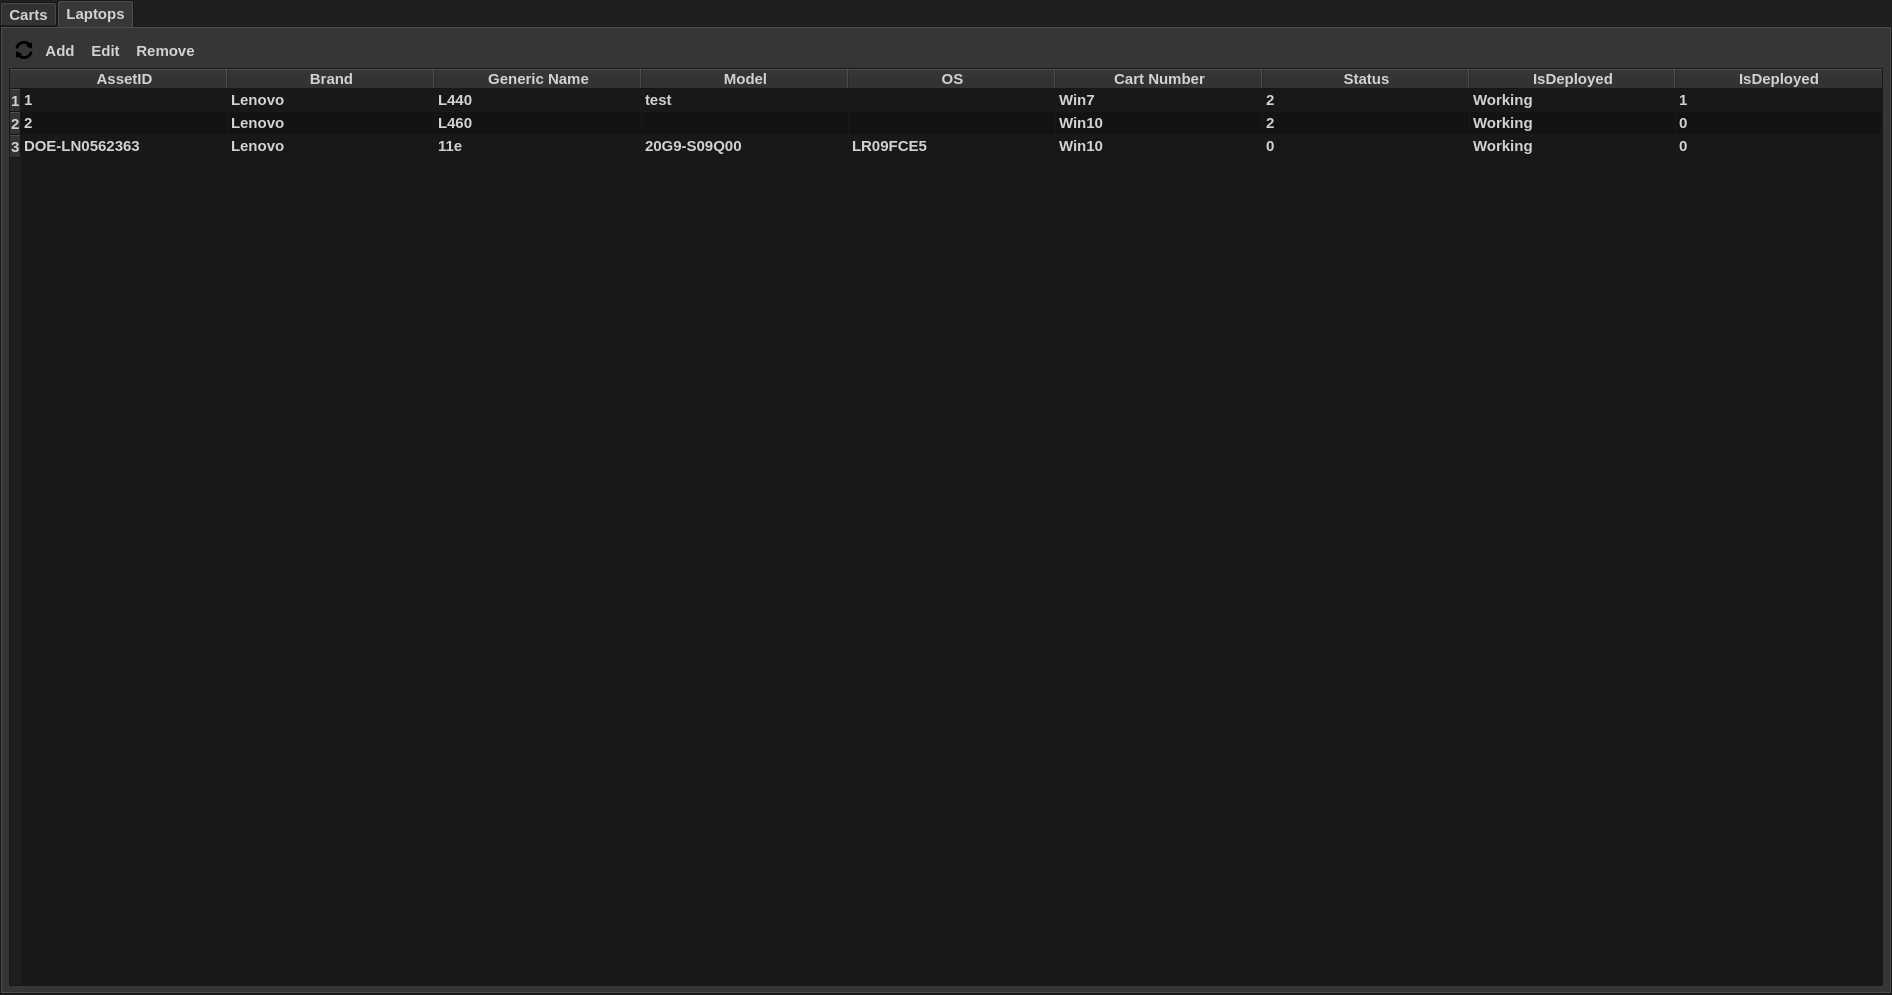 Carts Laptops
Add Edit Remove
AssetID Brand Generic Name Model OS Cart Number Status IsDeployed IsDeployed
1 1 Lenovo L440 test Win7 2 Working 1
2 2 Lenovo L460 Win10 2 Working 0
3 DOE-LN0562363 Lenovo 11e 20G9-S09Q00 LR09FCE5 Win10 0 Working 0